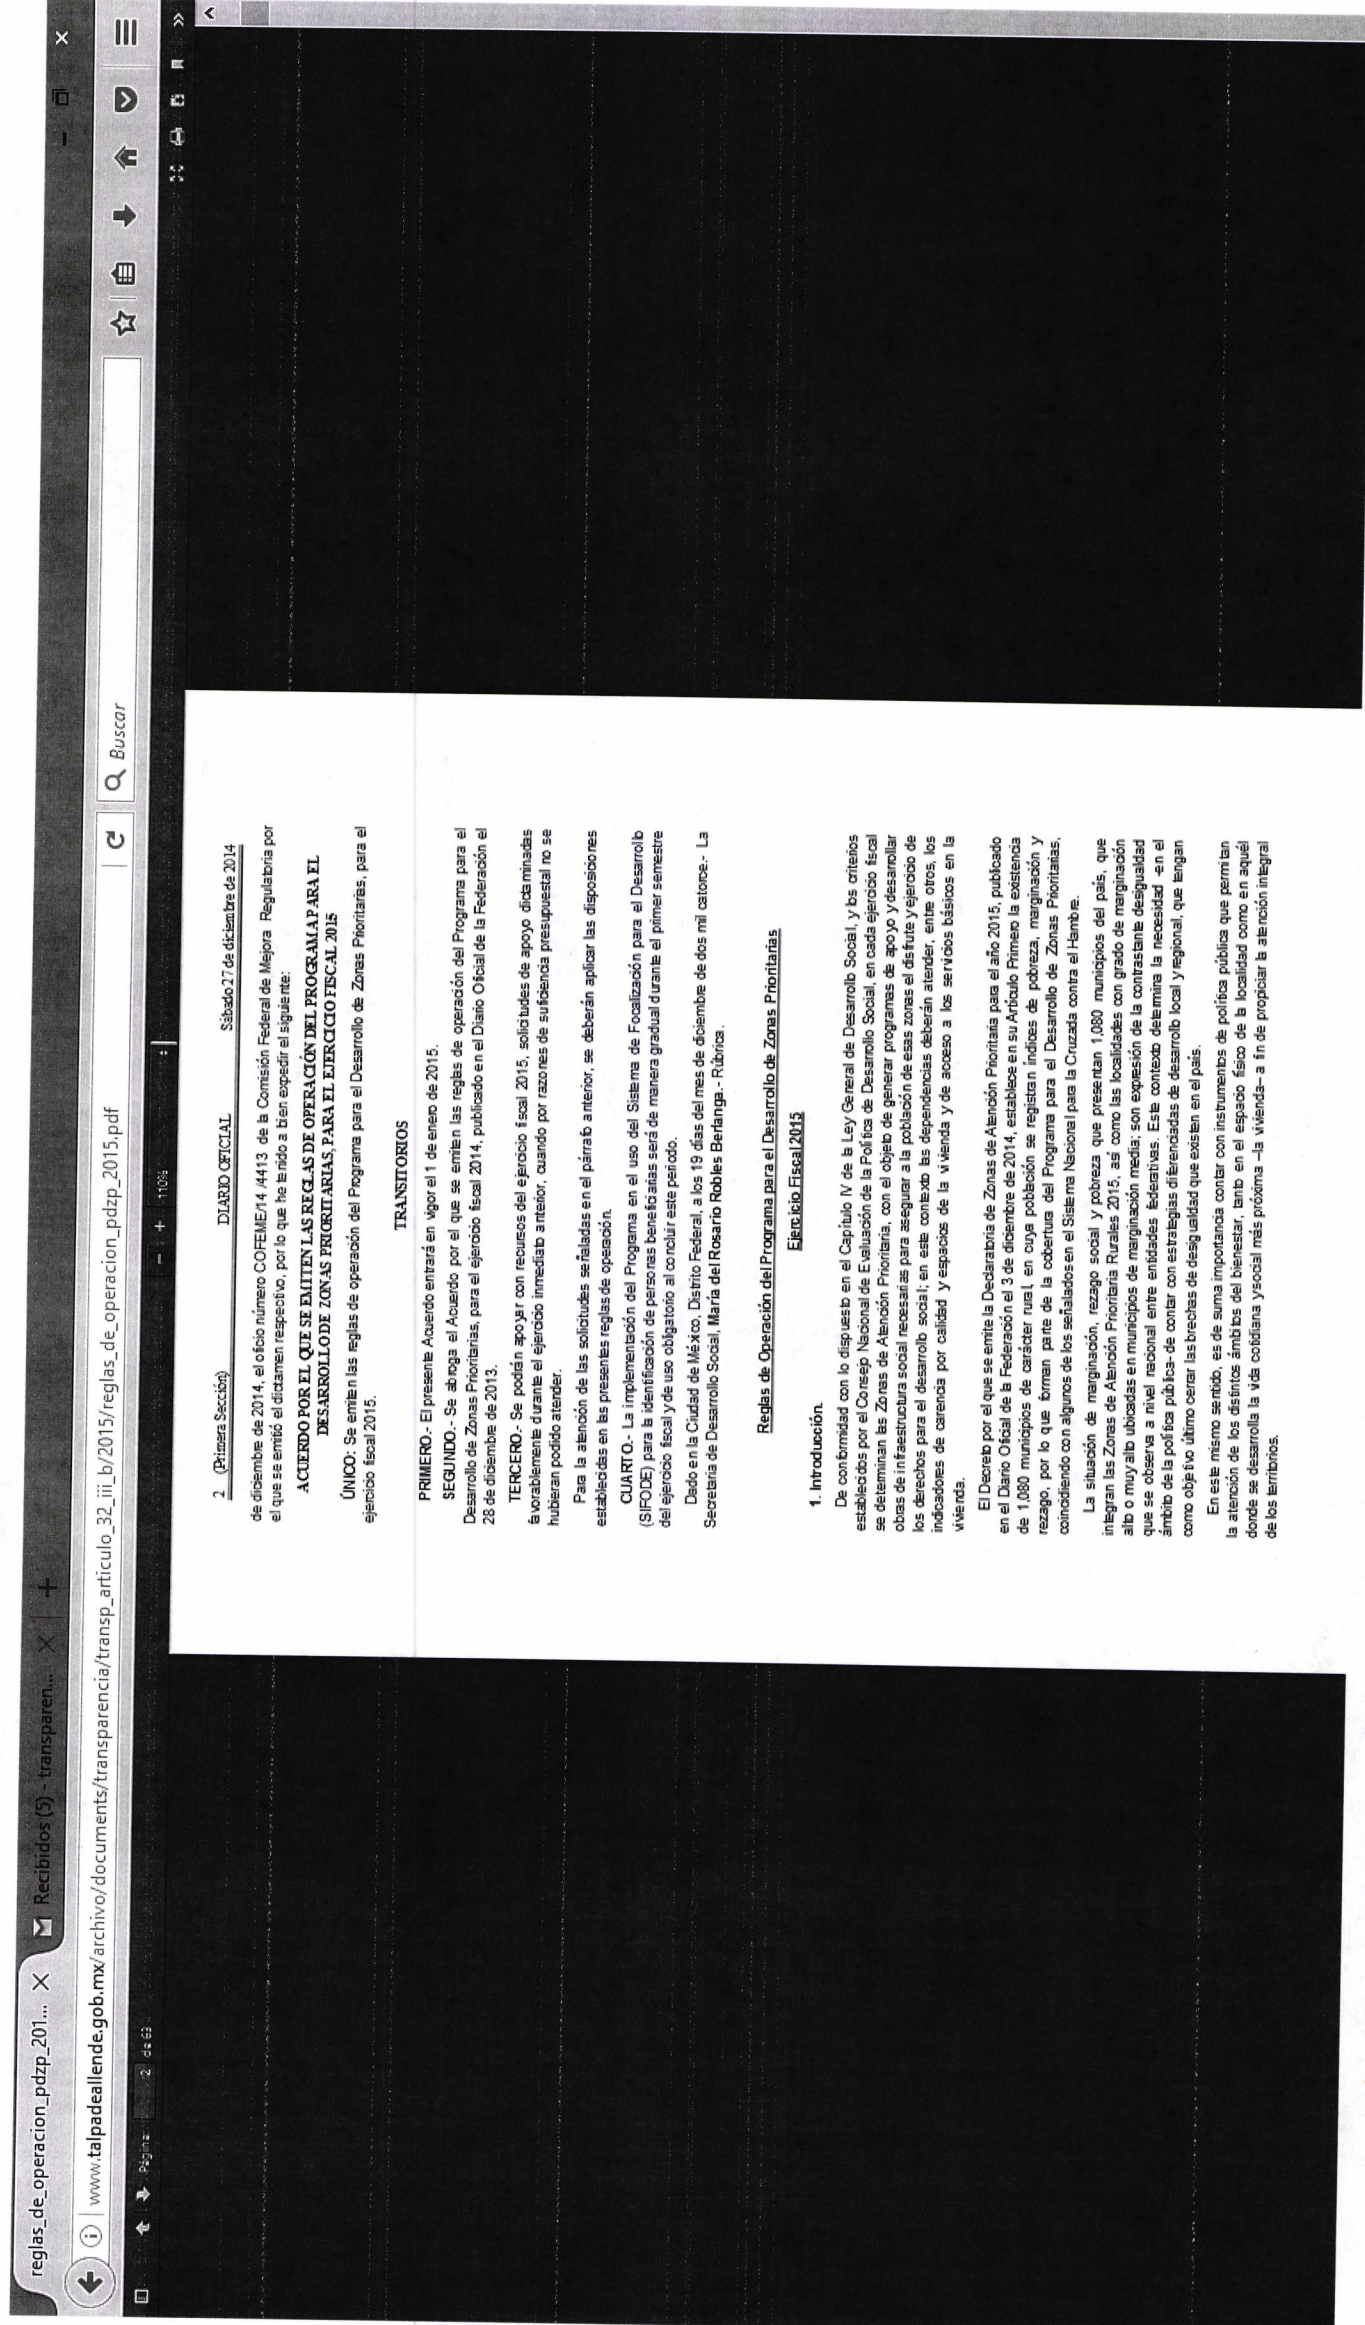 reglas_de_operacion_pdzp_201... × Recibidos (5) - transparen... × +
www.talpadeallende.gob.mx/archivo/documents/transparencia/transp_articulo_32_iii_b/2015/reglas_de_operacion_pdzp_2015.pdf Buscar
Página: 2 de 63 − + 110%
2 (Primera Sección) DIARIO OFICIAL Sábado 27 de diciembre de 2014
de diciembre de 2014, el oficio número COFEME/14 /4413 de la Comisión Federal de Mejora Regulatoria por
el que se emitió el dictamen respectivo, por lo que he tenido a bien expedir el siguiente:
ACUERDO POR EL QUE SE EMITEN LAS REGLAS DE OPERACIÓN DEL PROGRAMA PARA EL
DESARROLLO DE ZONAS PRIORITARIAS, PARA EL EJERCICIO FISCAL 2015
ÚNICO: Se emiten las reglas de operación del Programa para el Desarrollo de Zonas Prioritarias, para el
ejercicio fiscal 2015.
TRANSITORIOS
PRIMERO.- El presente Acuerdo entrará en vigor el 1 de enero de 2015.
SEGUNDO.- Se abroga el Acuerdo por el que se emiten las reglas de operación del Programa para el
Desarrollo de Zonas Prioritarias, para el ejercicio fiscal 2014, publicado en el Diario Oficial de la Federación el
28 de diciembre de 2013.
TERCERO.- Se podrán apoyar con recursos del ejercicio fiscal 2015, solicitudes de apoyo dictaminadas
favorablemente durante el ejercicio inmediato anterior, cuando por razones de suficiencia presupuestal no se
hubieran podido atender.
Para la atención de las solicitudes señaladas en el párrafo anterior, se deberán aplicar las disposiciones
establecidas en las presentes reglas de operación.
CUARTO.- La implementación del Programa en el uso del Sistema de Focalización para el Desarrollo
(SIFODE) para la identificación de personas beneficiarias será de manera gradual durante el primer semestre
del ejercicio fiscal y de uso obligatorio al concluir este periodo.
Dado en la Ciudad de México, Distrito Federal, a los 19 días del mes de diciembre de dos mil catorce.- La
Secretaria de Desarrollo Social, María del Rosario Robles Berlanga.- Rúbrica.
Reglas de Operación del Programa para el Desarrollo de Zonas Prioritarias
Ejercicio Fiscal 2015
1. Introducción.
De conformidad con lo dispuesto en el Capítulo IV de la Ley General de Desarrollo Social, y los criterios
establecidos por el Consejo Nacional de Evaluación de la Política de Desarrollo Social, en cada ejercicio fiscal
se determinan las Zonas de Atención Prioritaria, con el objeto de generar programas de apoyo y desarrollar
obras de infraestructura social necesarias para asegurar a la población de esas zonas el disfrute y ejercicio de
los derechos para el desarrollo social; en este contexto las dependencias deberán atender, entre otros, los
indicadores de carencia por calidad y espacios de la vivienda y de acceso a los servicios básicos en la
vivienda.
El Decreto por el que se emite la Declaratoria de Zonas de Atención Prioritaria para el año 2015, publicado
en el Diario Oficial de la Federación el 3 de diciembre de 2014, establece en su Artículo Primero la existencia
de 1,080 municipios de carácter rural, en cuya población se registran índices de pobreza, marginación y
rezago, por lo que forman parte de la cobertura del Programa para el Desarrollo de Zonas Prioritarias,
coincidiendo con algunos de los señalados en el Sistema Nacional para la Cruzada contra el Hambre.
La situación de marginación, rezago social y pobreza que presentan 1,080 municipios del país, que
integran las Zonas de Atención Prioritaria Rurales 2015, así como las localidades con grado de marginación
alto o muy alto ubicadas en municipios de marginación media; son expresión de la contrastante desigualdad
que se observa a nivel nacional entre entidades federativas. Este contexto determina la necesidad -en el
ámbito de la política pública- de contar con estrategias diferenciadas de desarrollo local y regional, que tengan
como objetivo último cerrar las brechas de desigualdad que existen en el país.
En este mismo sentido, es de suma importancia contar con instrumentos de política pública que permitan
la atención de los distintos ámbitos del bienestar, tanto en el espacio físico de la localidad como en aquél
donde se desarrolla la vida cotidiana y social más próxima –la vivienda– a fin de propiciar la atención integral
de los territorios.